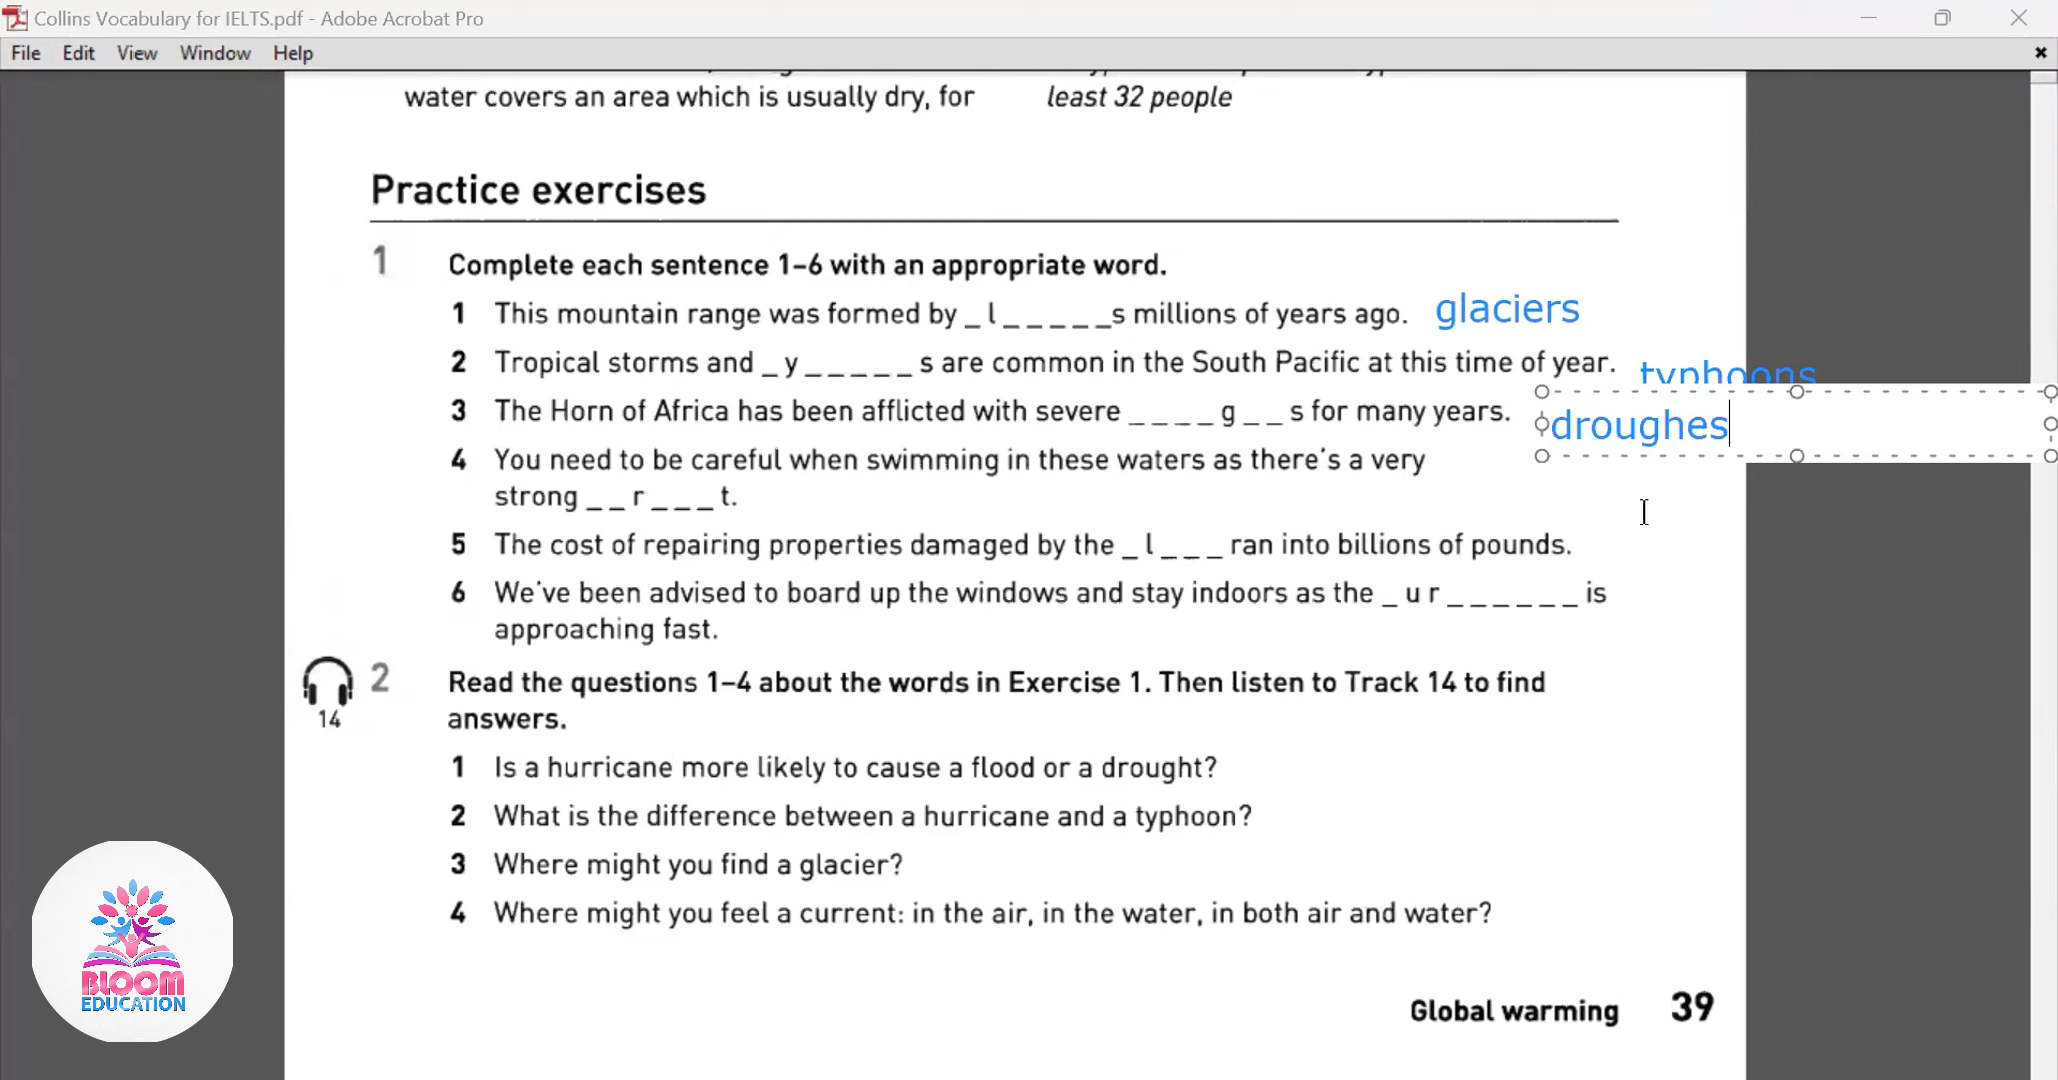 Collins Vocabulary for IELTS.pdf - Adobe Acrobat Pro
File Edit View Window Help
water covers an area which is usually dry, for least 32 people
Practice exercises
1 Complete each sentence 1–6 with an appropriate word.
1 This mountain range was formed by _ l _ _ _ _ _s millions of years ago. glaciers
2 Tropical storms and _ y _ _ _ _ _ s are common in the South Pacific at this time of year. typhoons
3 The Horn of Africa has been afflicted with severe _ _ _ _ g _ _ s for many years. droughes
4 You need to be careful when swimming in these waters as there's a very
strong _ _ r _ _ _ t.
5 The cost of repairing properties damaged by the _ l _ _ _ ran into billions of pounds.
6 We've been advised to board up the windows and stay indoors as the _ u r _ _ _ _ _ _ is
approaching fast.
2 Read the questions 1–4 about the words in Exercise 1. Then listen to Track 14 to find
14
answers.
1 Is a hurricane more likely to cause a flood or a drought?
2 What is the difference between a hurricane and a typhoon?
3 Where might you find a glacier?
4 Where might you feel a current: in the air, in the water, in both air and water?
BLOOM
EDUCATION
Global warming 39